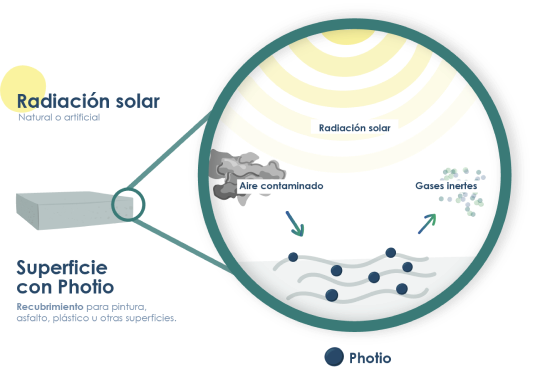 Radiación solar
Natural o artificial
Radiación solar
Aire contaminado
Gases inertes
Superficie
con Photio
Recubrimiento para pintura,
asfalto, plástico u otras superficies.
Photio